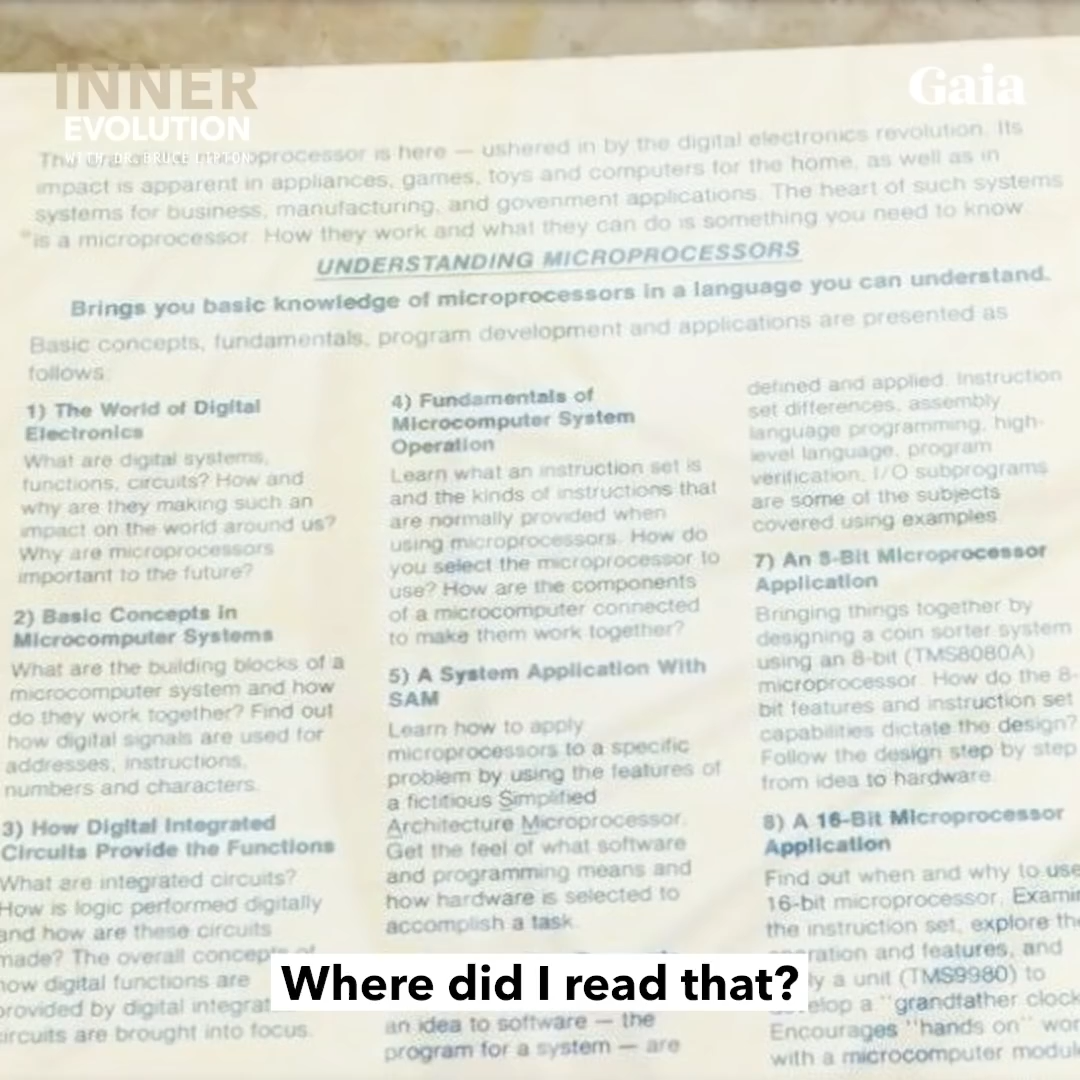 INNER
EVOLUTION
WITH DR. BRUCE LIPTON
Gaia
processor is here — ushered in by the digital electronics revolution. Its
impact is apparent in appliances, games, toys and computers for the home, as well as in
systems for business, manufacturing, and govenment applications. The heart of such systems
is a microprocessor. How they work and what they can do is something you need to know.
UNDERSTANDING MICROPROCESSORS
Brings you basic knowledge of microprocessors in a language you can understand.
Basic concepts, fundamentals, program development and applications are presented as
follows:
1) The World of Digital
Electronics
What are digital systems,
functions, circuits? How and
why are they making such an
impact on the world around us?
Why are microprocessors
important to the future?
2) Basic Concepts in
Microcomputer Systems
What are the building blocks of a
microcomputer system and how
do they work together? Find out
how digital signals are used for
addresses, instructions,
numbers and characters.
3) How Digital Integrated
Circuits Provide the Functions
What are integrated circuits?
How is logic performed digitally
and how are these circuits
made? The overall concepts of
how digital functions are
provided by digital
circuits are brought into focus.
4) Fundamentals of
Microcomputer System
Operation
Learn what an instruction set is
and the kinds of instructions that
are normally provided when
using microprocessors. How do
you select the microprocessor to
use? How are the components
of a microcomputer connected
to make them work together?
5) A System Application With
SAM
Learn how to apply
microprocessors to a specific
problem by using the features of
a fictitious Simplified
Architecture Microprocessor.
Get the feel of what software
and programming means and
how hardware is selected to
accomplish a task.
an idea to software — the
program for a system — are
defined and applied. Instruction
set differences, assembly
language programming, high-
level language, program
verification, I/O subprograms
are some of the subjects
covered using examples.
7) An 8-Bit Microprocessor
Application
Bringing things together by
designing a coin sorter system
using an 8-bit (TMS8080A)
microprocessor. How do the 8-
bit features and instruction set
capabilities dictate the design?
Follow the design step by step
from idea to hardware.
8) A 16-Bit Microprocessor
Application
Find out when and why to use
16-bit microprocessor. Examin
the instruction set, explore the
and features, and
a unit (TMS9980) to
a "grandfather clock
Encourages "hands on" wor
with a microcomputer modul
Where did I read that?